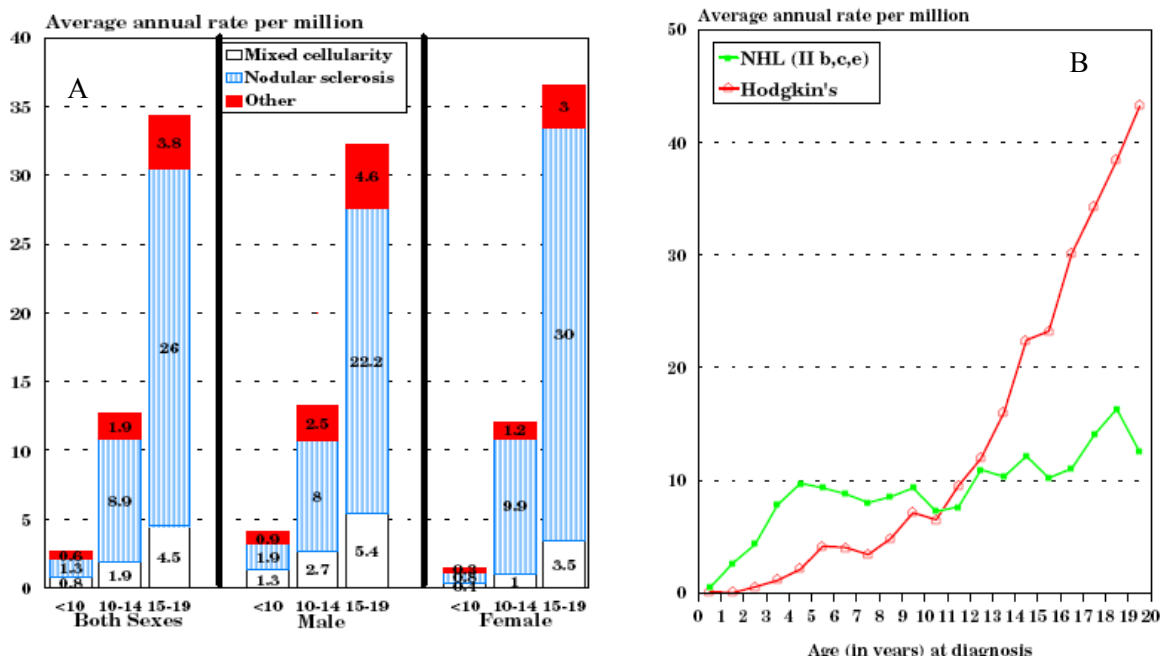 Average annual rate per million
40
35
30
25
20
15
10
5
0
A
Mixed cellularity
Nodular sclerosis
Other
0.6
1.3
0.8
1.9
8.9
1.9
3.8
26
4.5
0.9
1.9
1.3
2.5
8
2.7
4.6
22.2
5.4
0.8
1.2
9.9
1
3
30
3.5
<10 10-14 15-19
Both Sexes
<10 10-14 15-19
Male
<10 10-14 15-19
Female
Average annual rate per million
50
40
30
20
10
0
B
NHL (II b,c,e)
Hodgkin's
0 1 2 3 4 5 6 7 8 9 10 11 12 13 14 15 16 17 18 19 20
Age (in years) at diagnosis